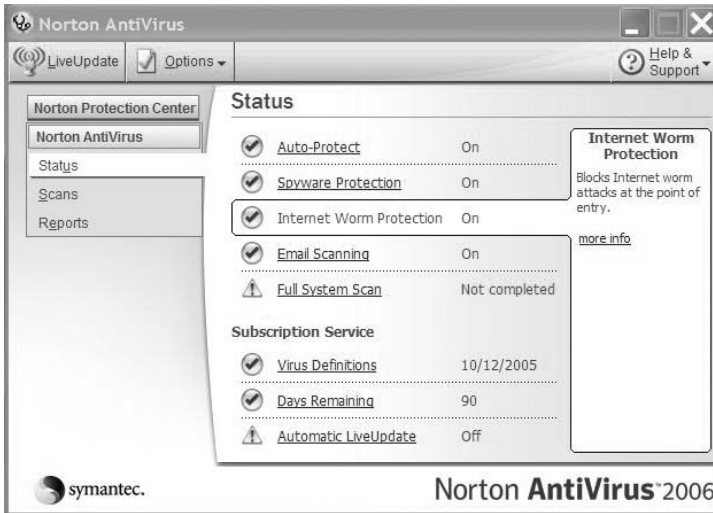 Norton AntiVirus
LiveUpdate
Options
Help & Support
Norton Protection Center
Norton AntiVirus
Status
Scans
Reports
Status
Auto-Protect On
Spyware Protection On
Internet Worm Protection On
Email Scanning On
Full System Scan Not completed
Subscription Service
Virus Definitions 10/12/2005
Days Remaining 90
Automatic LiveUpdate Off
Internet Worm
Protection
Blocks Internet worm
attacks at the point of
entry.
more info
symantec.
Norton AntiVirus™2006